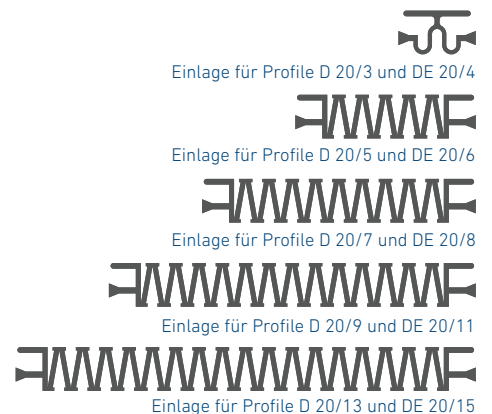 Einlage für Profile D 20/3 und DE 20/4
Einlage für Profile D 20/5 und DE 20/6
Einlage für Profile D 20/7 und DE 20/8
Einlage für Profile D 20/9 und DE 20/11
Einlage für Profile D 20/13 und DE 20/15